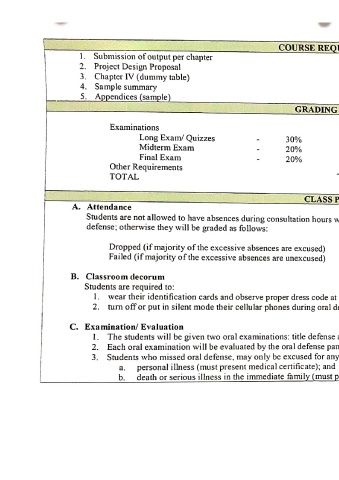 COURSE REQU
1. Submission of output per chapter
2. Project Design Proposal
3. Chapter IV (dummy table)
4. Sample summary
5. Appendices (sample)
GRADING
Examinations
Long Exam/ Quizzes - 30%
Midterm Exam - 20%
Final Exam - 20%
Other Requirements
TOTAL
CLASS P
A. Attendance
Students are not allowed to have absences during consultation hours w
defense; otherwise they will be graded as follows:
Dropped (if majority of the excessive absences are excused)
Failed (if majority of the excessive absences are unexcused)
B. Classroom decorum
Students are required to:
1. wear their identification cards and observe proper dress code at
2. turn off or put in silent mode their cellular phones during oral de
C. Examination/ Evaluation
1. The students will be given two oral examinations: title defense a
2. Each oral examination will be evaluated by the oral defense pan
3. Students who missed oral defense, may only be excused for any
a. personal illness (must present medical certificate); and
b. death or serious illness in the immediate family (must p